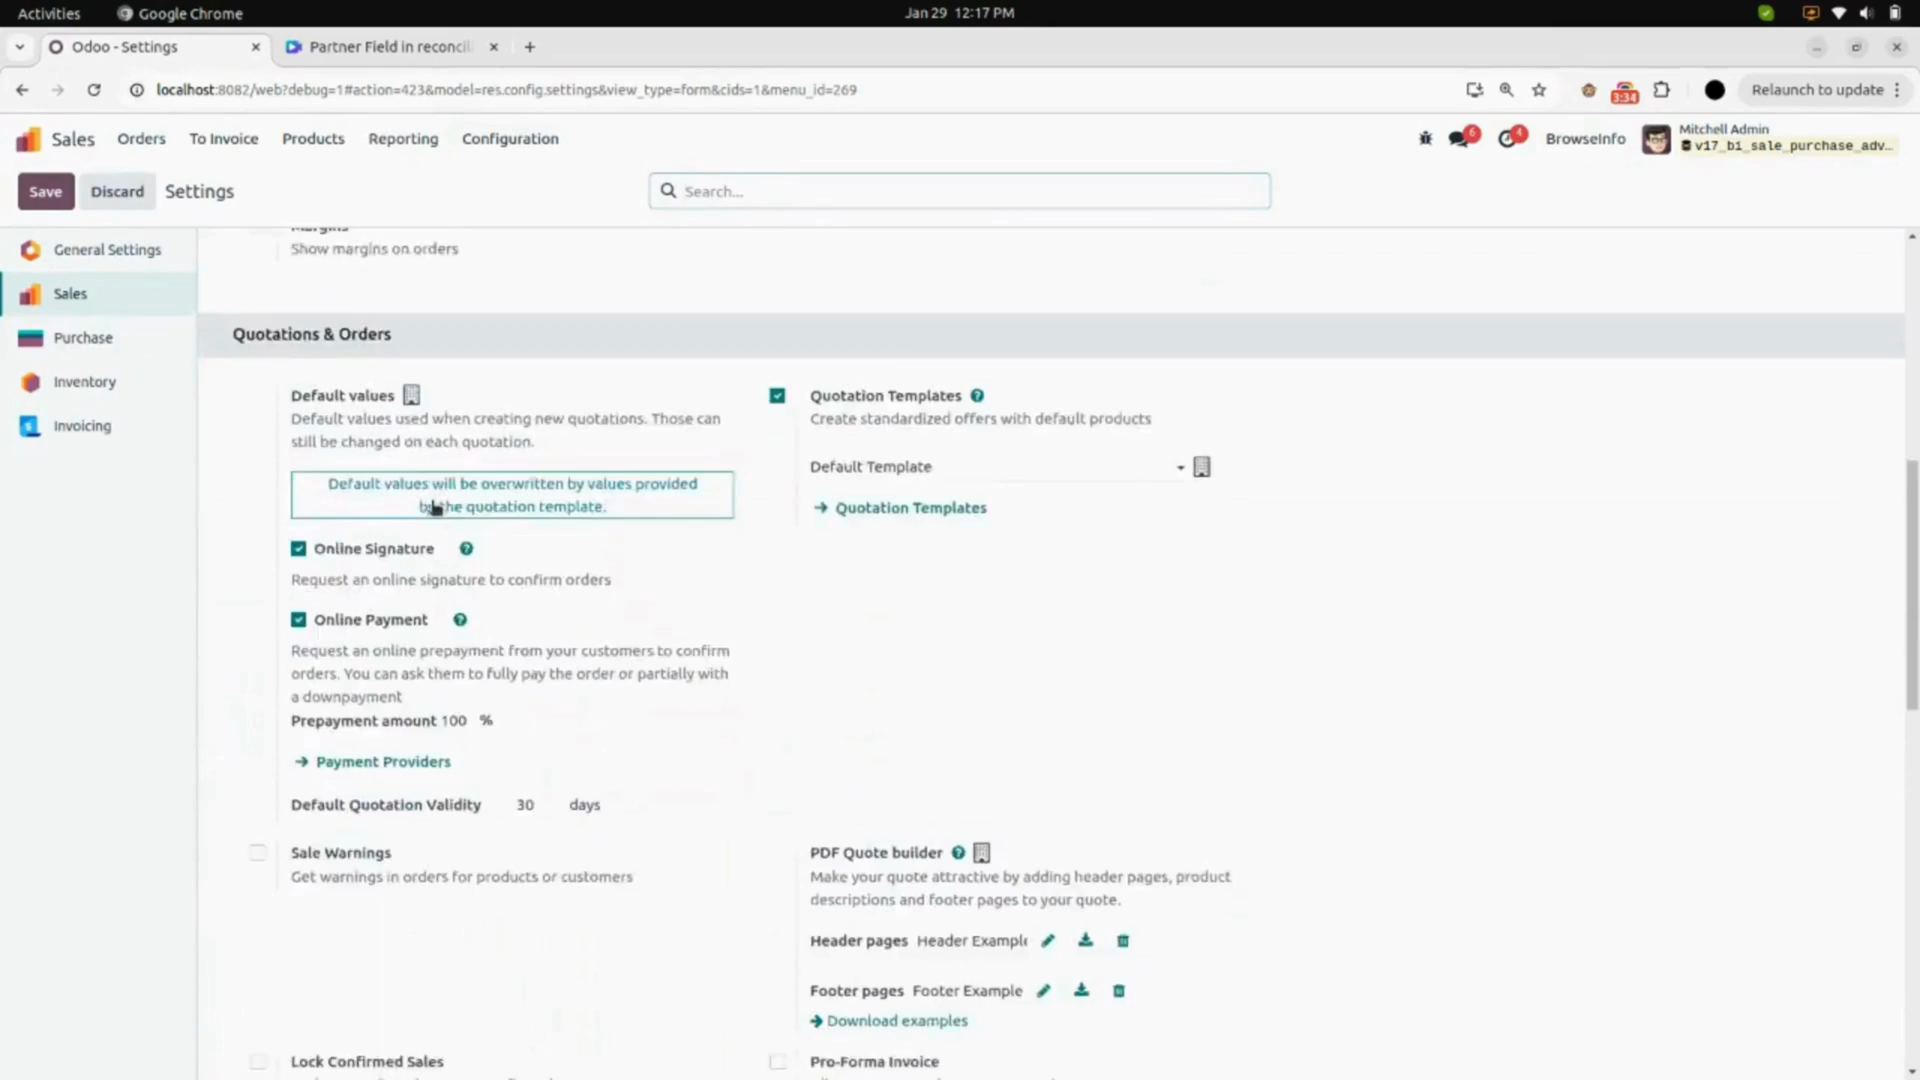 Activities
Google Chrome
Jan 29 12:17 PM
Odoo - Settings
Partner Field in reconcil
localhost:8082/web?debug=1#action=423&model=res.config.settings&view_type=form&cids=1&menu_id=269
3:34
Relaunch to update
Sales
Orders
To Invoice
Products
Reporting
Configuration
6
4
BrowseInfo
Mitchell Admin
v17_bi_sale_purchase_adv...
Save
Discard
Settings
Search...
General Settings
Sales
Purchase
Inventory
Invoicing
Margins
Show margins on orders
Quotations & Orders
Default values
Default values used when creating new quotations. Those can
still be changed on each quotation.
Default values will be overwritten by values provided
by the quotation template.
Online Signature
Request an online signature to confirm orders
Online Payment
Request an online prepayment from your customers to confirm
orders. You can ask them to fully pay the order or partially with
a downpayment
Prepayment amount 100 %
Payment Providers
Default Quotation Validity 30 days
Quotation Templates
Create standardized offers with default products
Default Template
Quotation Templates
Sale Warnings
Get warnings in orders for products or customers
PDF Quote builder
Make your quote attractive by adding header pages, product
descriptions and footer pages to your quote.
Header pages Header Example
Footer pages Footer Example
Download examples
Lock Confirmed Sales
Pro-Forma Invoice